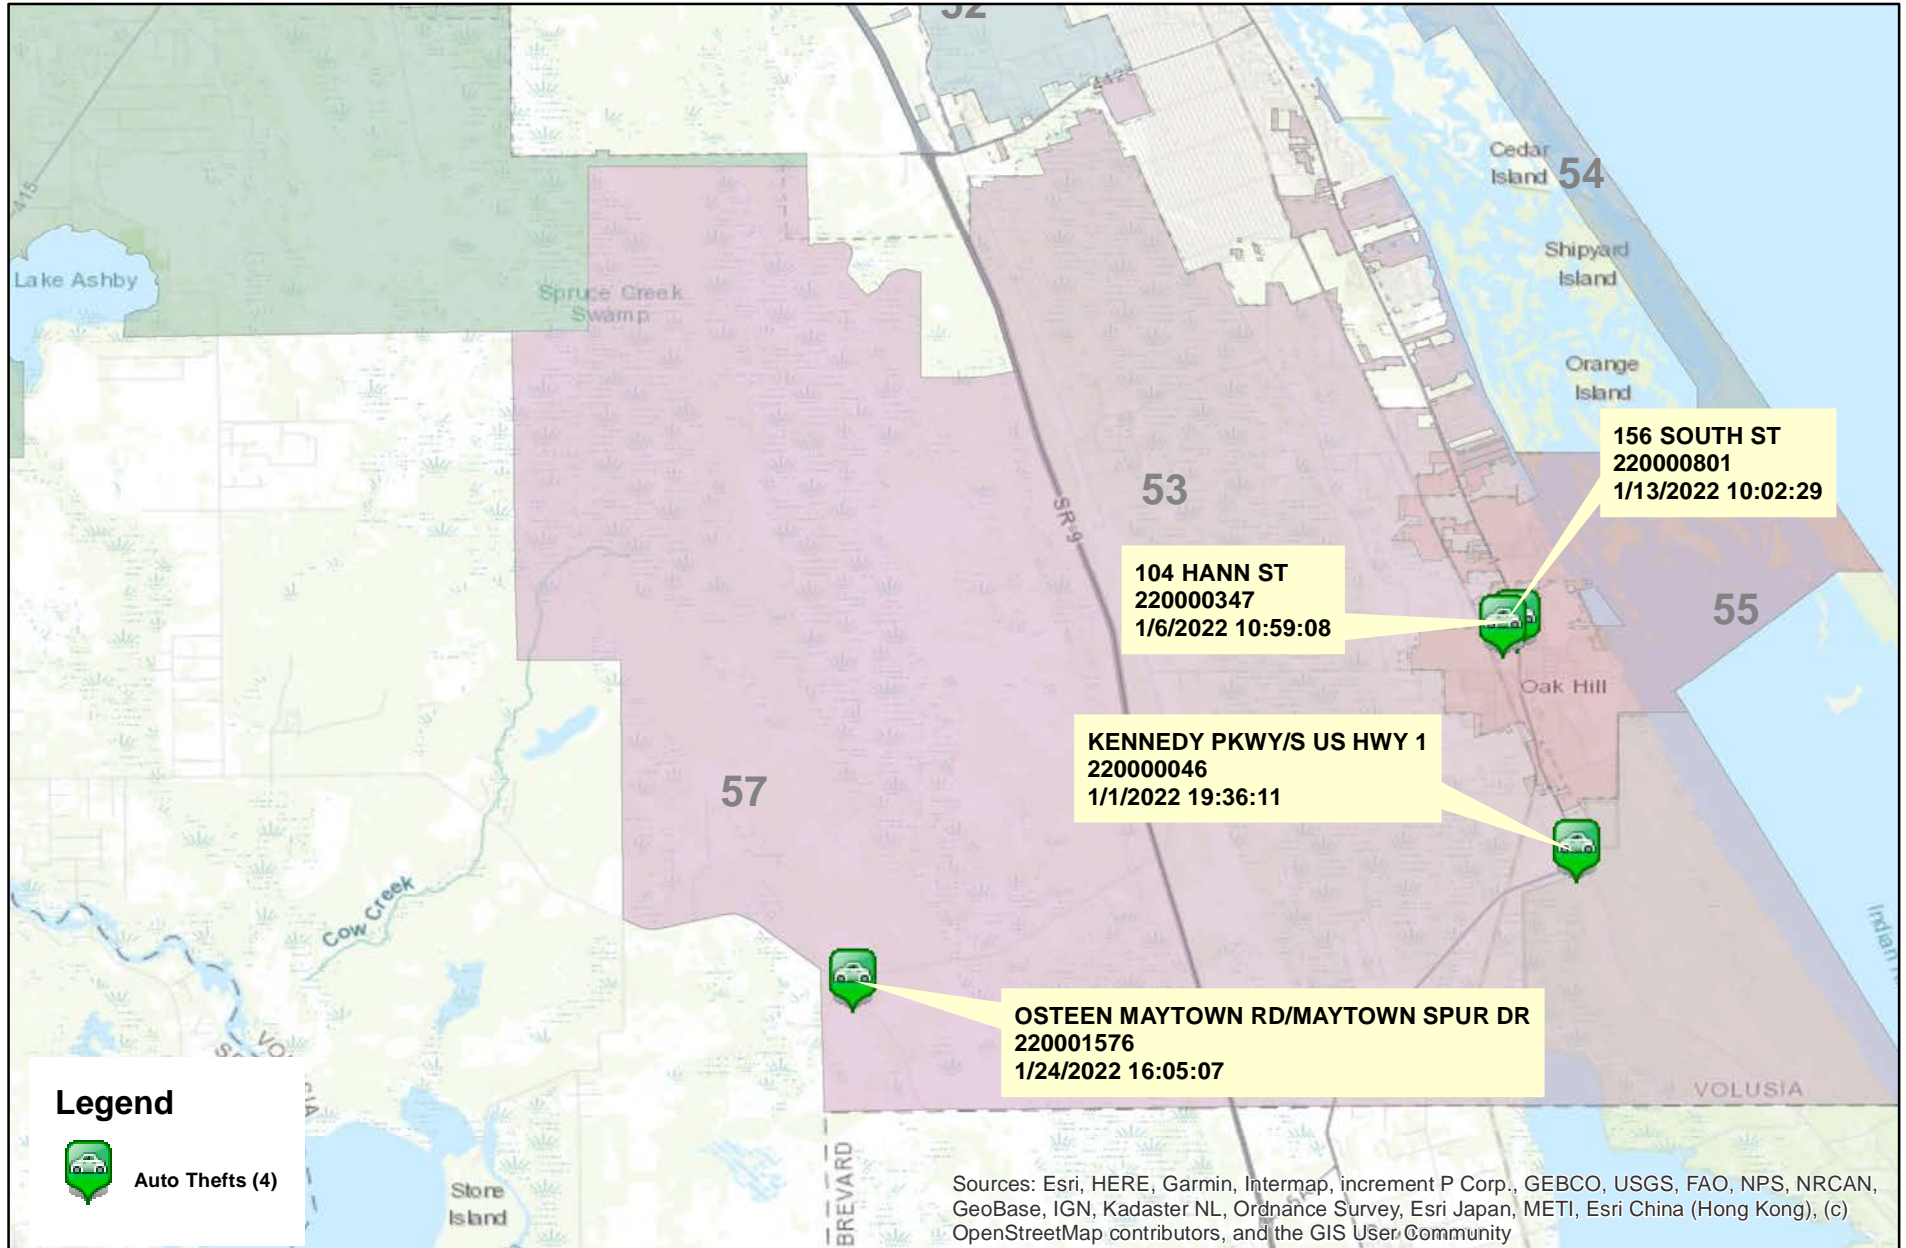 52
442
415
Cedar
Island
54
Shipyard
Island
Lake Ashby
Spruce Creek
Swamp
Orange
Island
156 SOUTH ST
220000801
1/13/2022 10:02:29
53
SR 9
104 HANN ST
220000347
1/6/2022 10:59:08
55
Oak Hill
KENNEDY PKWY/S US HWY 1
220000046
1/1/2022 19:36:11
57
Cow Creek
Indian
OSTEEN MAYTOWN RD/MAYTOWN SPUR DR
220001576
1/24/2022 16:05:07
VOLUSIA
Legend
Auto Thefts (4)
BREVARD
Stone
Island
Sources: Esri, HERE, Garmin, Intermap, increment P Corp., GEBCO, USGS, FAO, NPS, NRCAN,
GeoBase, IGN, Kadaster NL, Ordnance Survey, Esri Japan, METI, Esri China (Hong Kong), (c)
OpenStreetMap contributors, and the GIS User Community